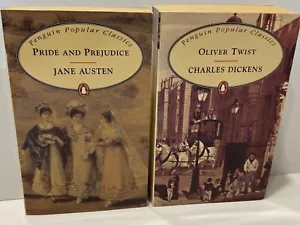 Penguin Popular Classics
PRIDE AND PREJUDICE
JANE AUSTEN
Penguin Popular Classics
OLIVER TWIST
CHARLES DICKENS